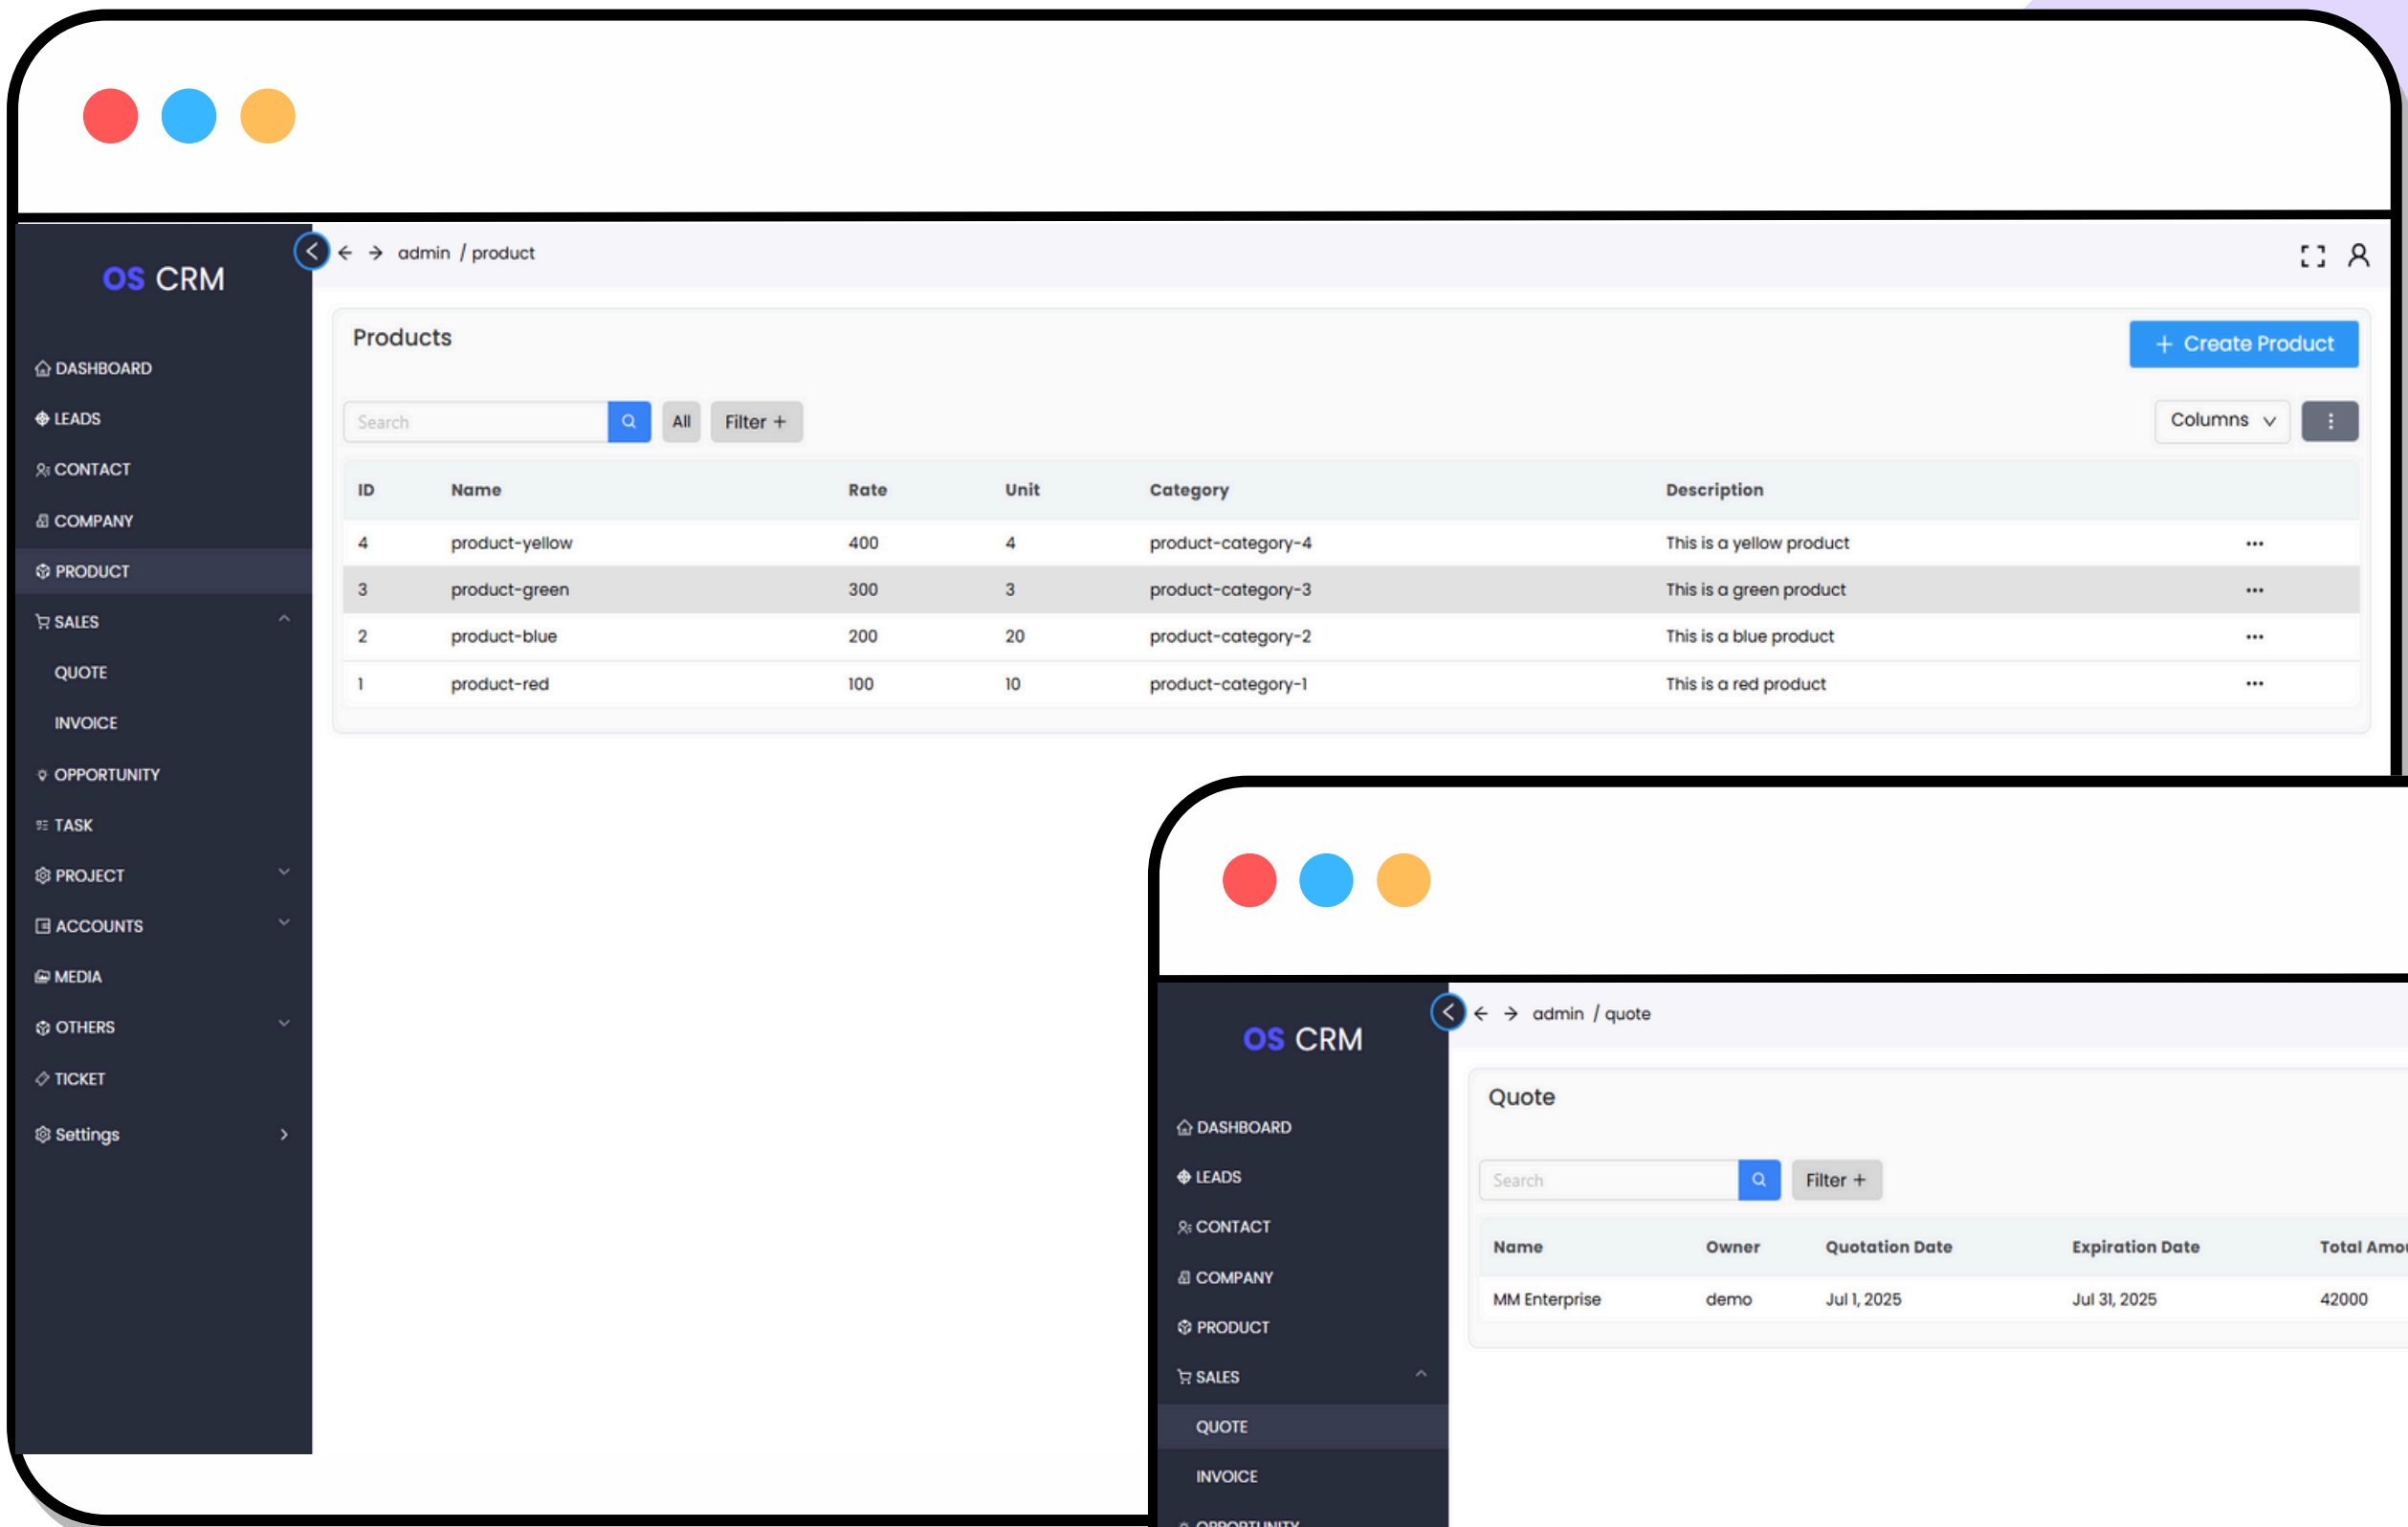 OS CRM
DASHBOARD
LEADS
CONTACT
COMPANY
PRODUCT
SALES
QUOTE
INVOICE
OPPORTUNITY
TASK
PROJECT
ACCOUNTS
MEDIA
OTHERS
TICKET
Settings
admin / product
Products
+ Create Product
Search
All
Filter +
Columns
ID Name Rate Unit Category Description
4 product-yellow 400 4 product-category-4 This is a yellow product
3 product-green 300 3 product-category-3 This is a green product
2 product-blue 200 20 product-category-2 This is a blue product
1 product-red 100 10 product-category-1 This is a red product
OS CRM
DASHBOARD
LEADS
CONTACT
COMPANY
PRODUCT
SALES
QUOTE
INVOICE
OPPORTUNITY
admin / quote
Quote
Search
Filter +
Name Owner Quotation Date Expiration Date Total
MM Enterprise demo Jul 1, 2025 Jul 31, 2025 42000